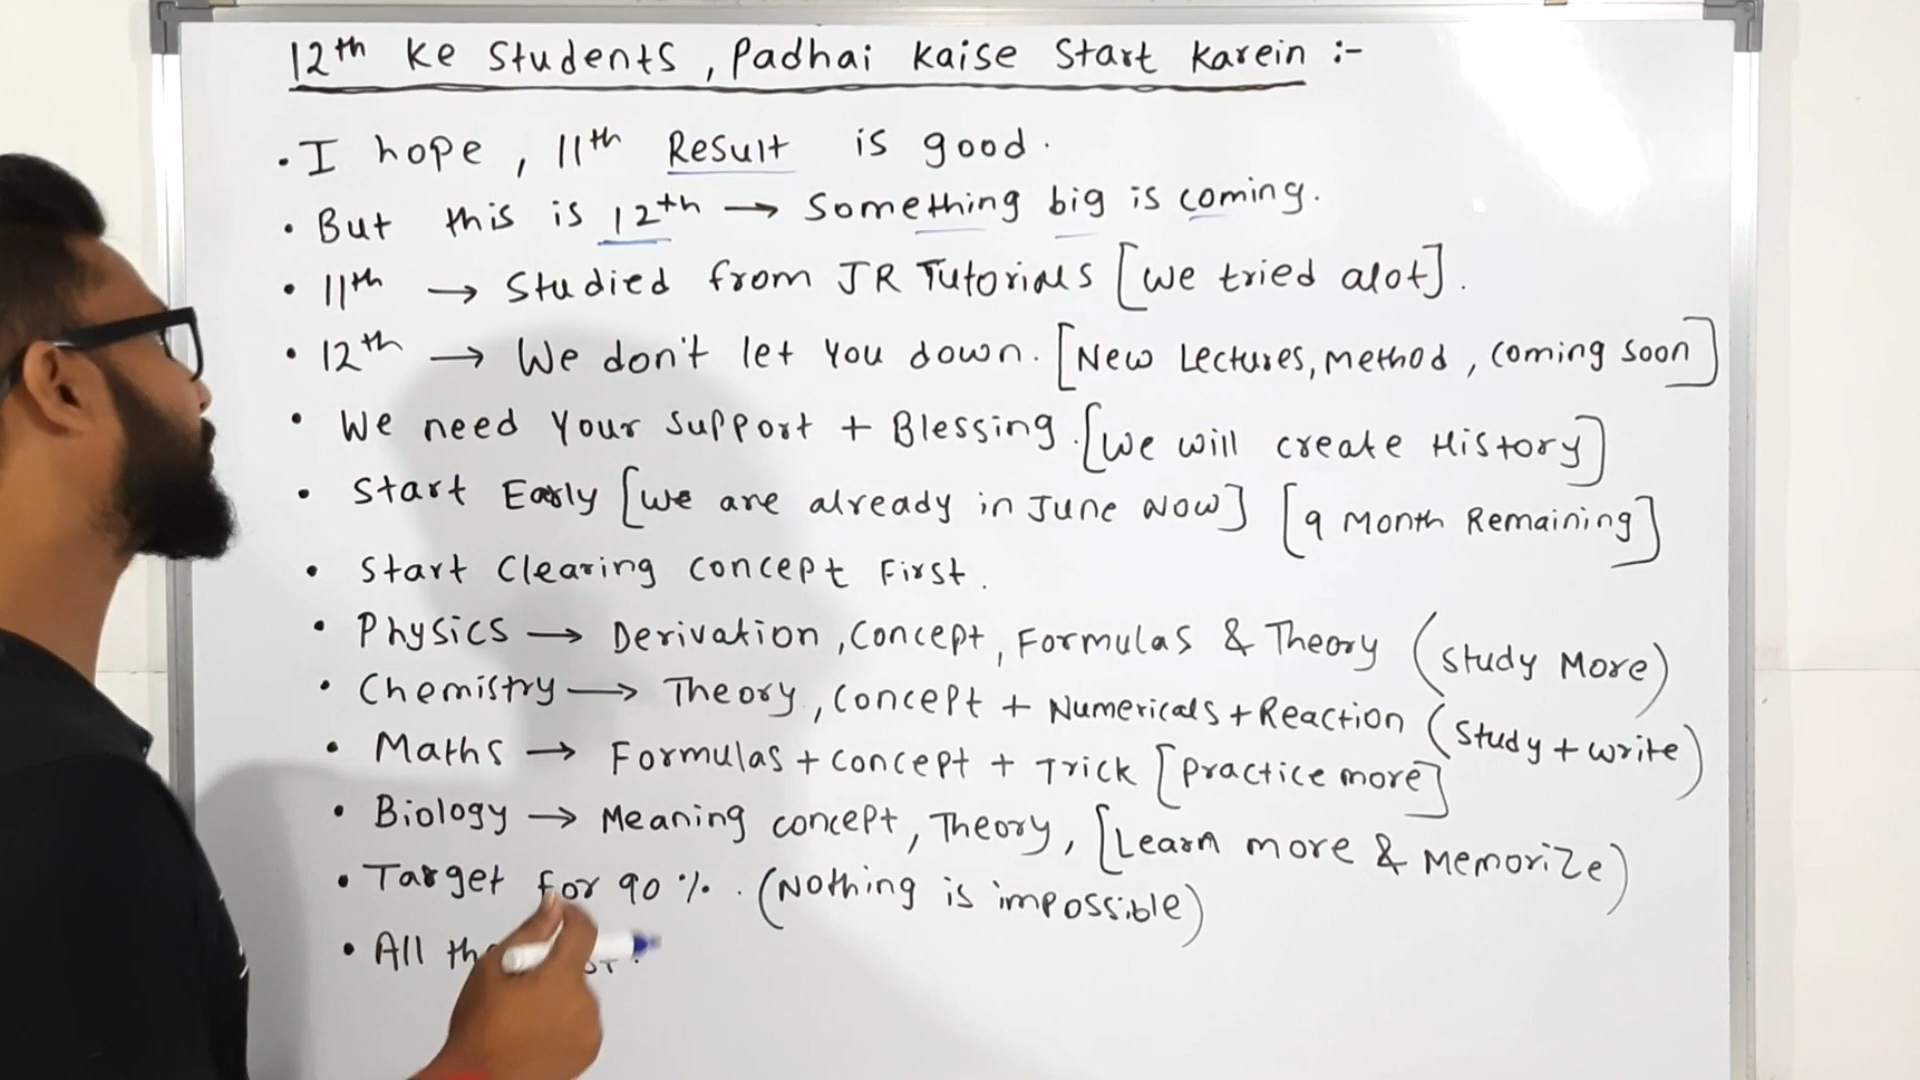 12th ke Students, Padhai kaise Start karein :-
• I hope, 11th Result is good.
• But this is 12th → Something big is coming.
• 11th → Studied from JR Tutorials [we tried alot].
• 12th → We don't let You down. [New Lectures, Method, coming soon]
• We need Your Support + Blessing. [we will create History]
• Start Early [we are already in June Now] [9 Month Remaining]
• Start Clearing Concept First.
• Physics → Derivation, Concept, Formulas & Theory (Study More)
• Chemistry → Theory, Concept + Numericals + Reaction (Study + write)
• Maths → Formulas + concept + Trick [practice more]
• Biology → Meaning concept, Theory, [Learn more & Memorize)
• Target for 90 %. (Nothing is impossible)
• All